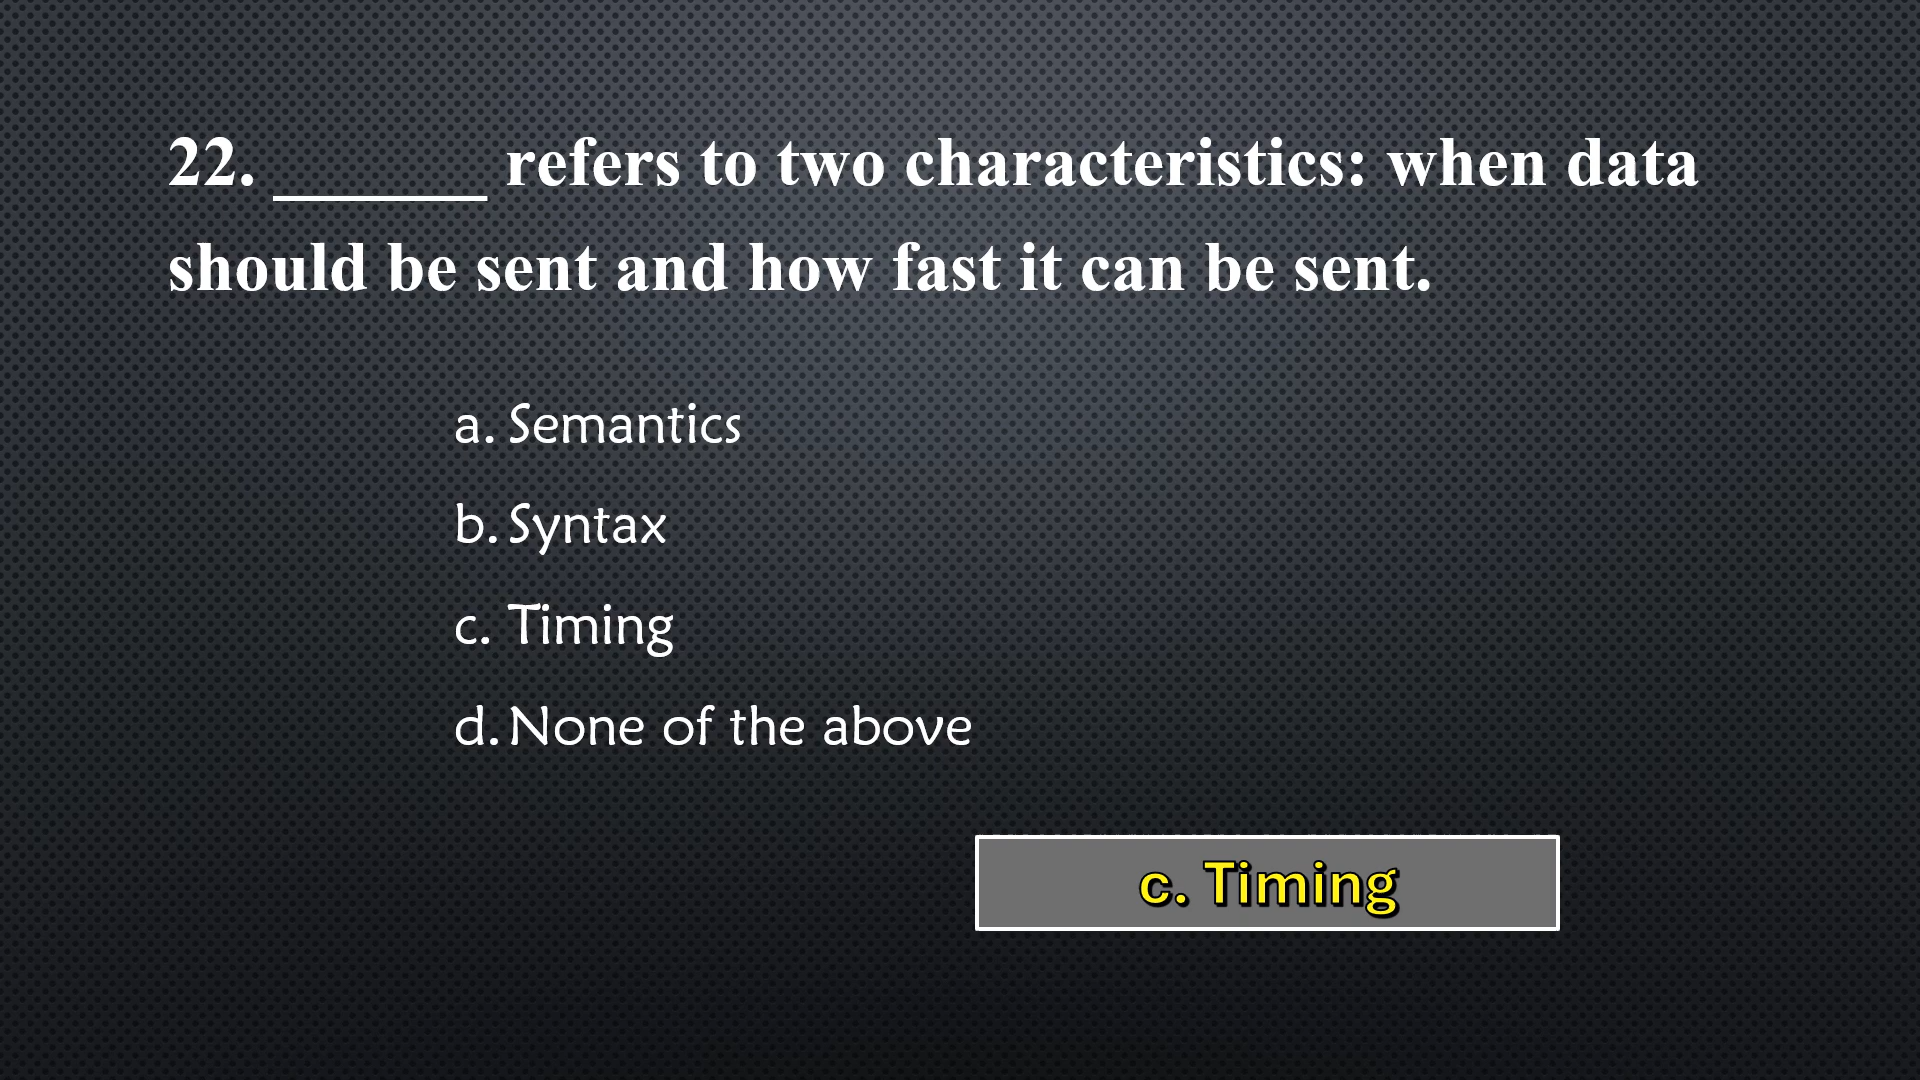 22. ______ refers to two characteristics: when data
should be sent and how fast it can be sent.
a. Semantics
b. Syntax
c. Timing
d. None of the above
c. Timing